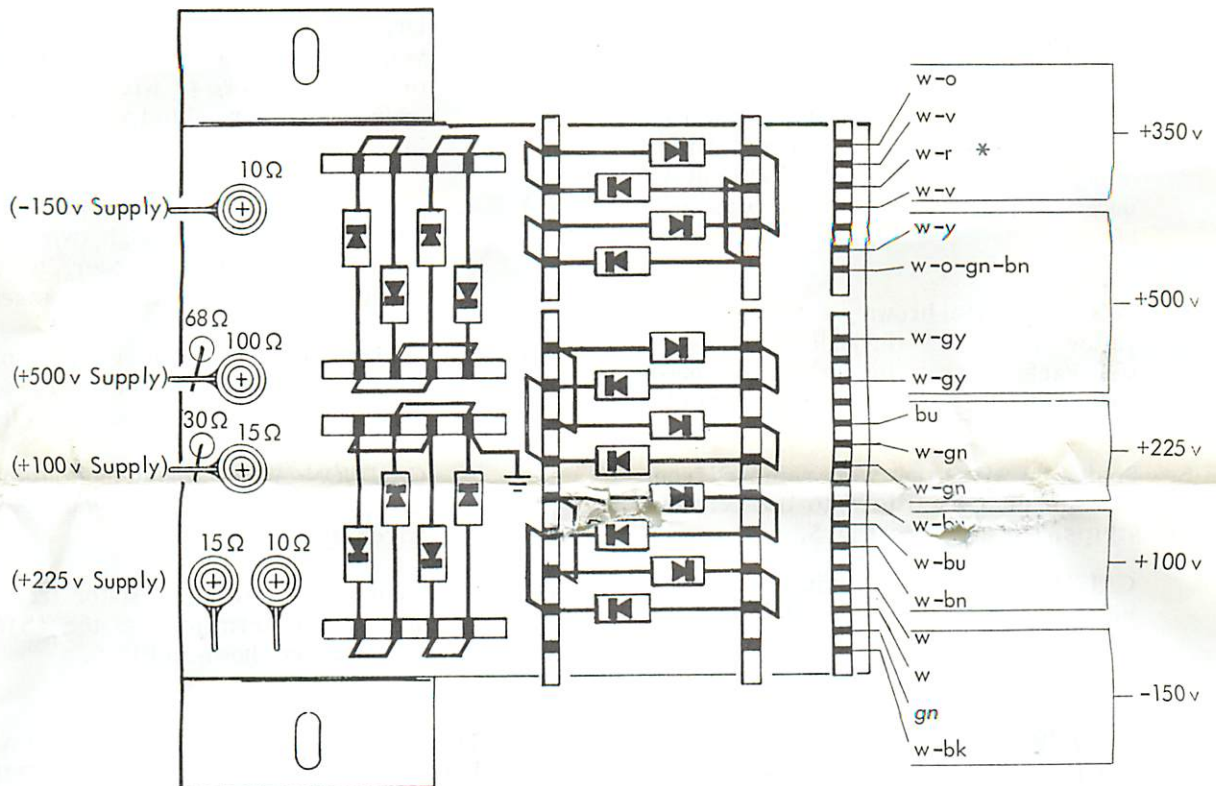 10Ω
(-150v Supply)
68Ω
100Ω
(+500v Supply)
30Ω
15Ω
(+100v Supply)
15Ω
10Ω
(+225v Supply)
w-o
w-v
w-r *
w-v
+350v
w-y
w-o-gn-bn
w-gy
w-gy
+500v
bu
w-gn
w-gn
+225v
w-bu
w-bn
+100v
w
w
gn
w-bk
-150v